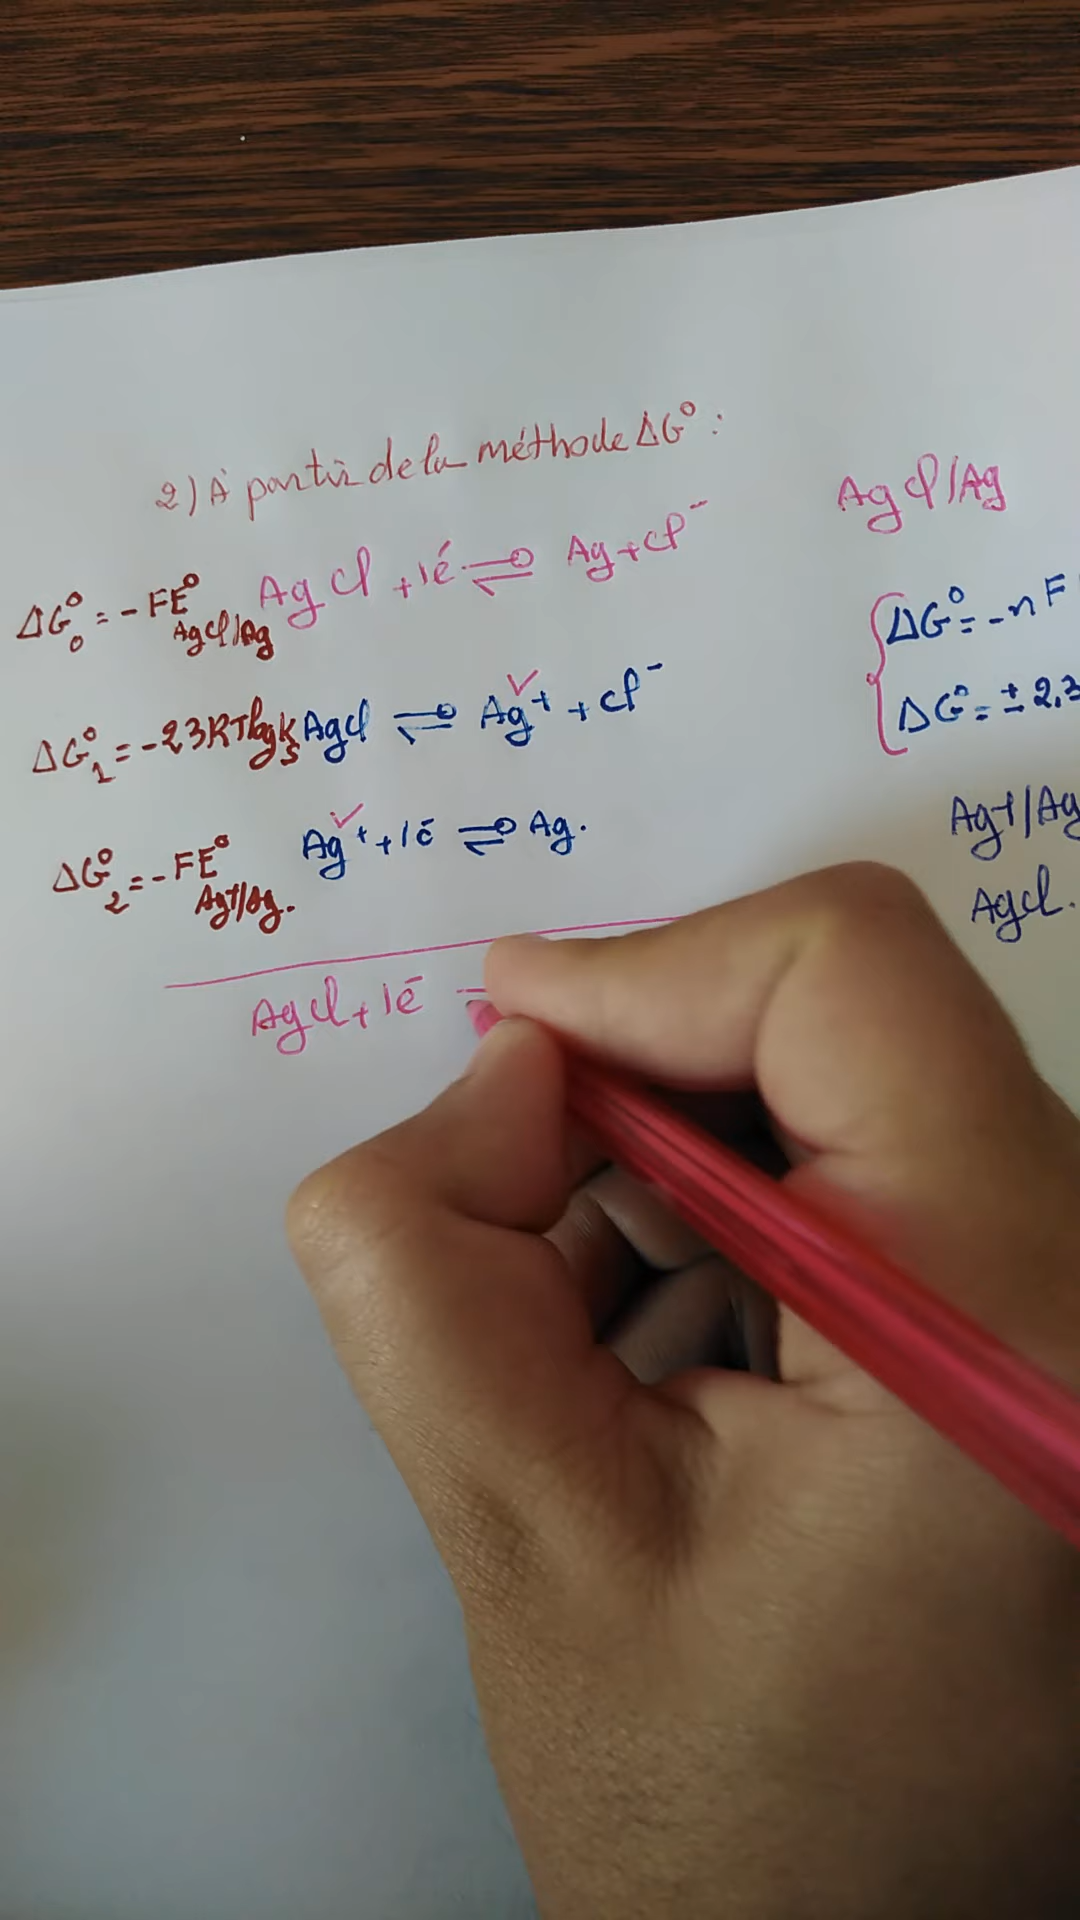 2) A partir de la méthode ΔG° :
AgCl/Ag
ΔG°₀ = -FE°AgCl/Ag AgCl + 1é ⇌ Ag + Cl⁻
{ ΔG° = -nF
ΔG°₁ = -2,3RTlogKs AgCl ⇌ Ag⁺ + Cl⁻
ΔG° = ± 2,3
ΔG°₂ = -FE°Ag+/Ag. Ag⁺ + 1é ⇌ Ag.
Ag+/Ag
AgCl.
AgCl + 1é